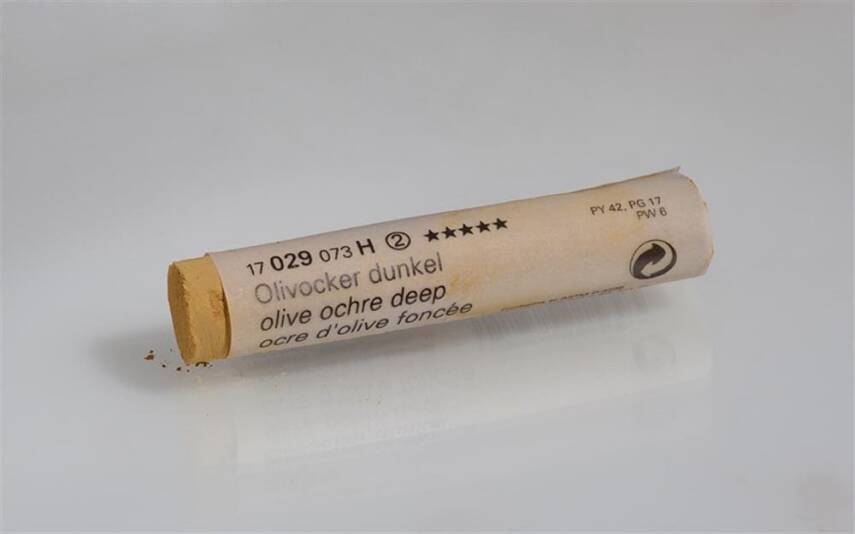 17 029 073 H ② ★★★★★
Olivocker dunkel
olive ochre deep
ocre d'olive foncée
PY 42, PG 17
PW 6